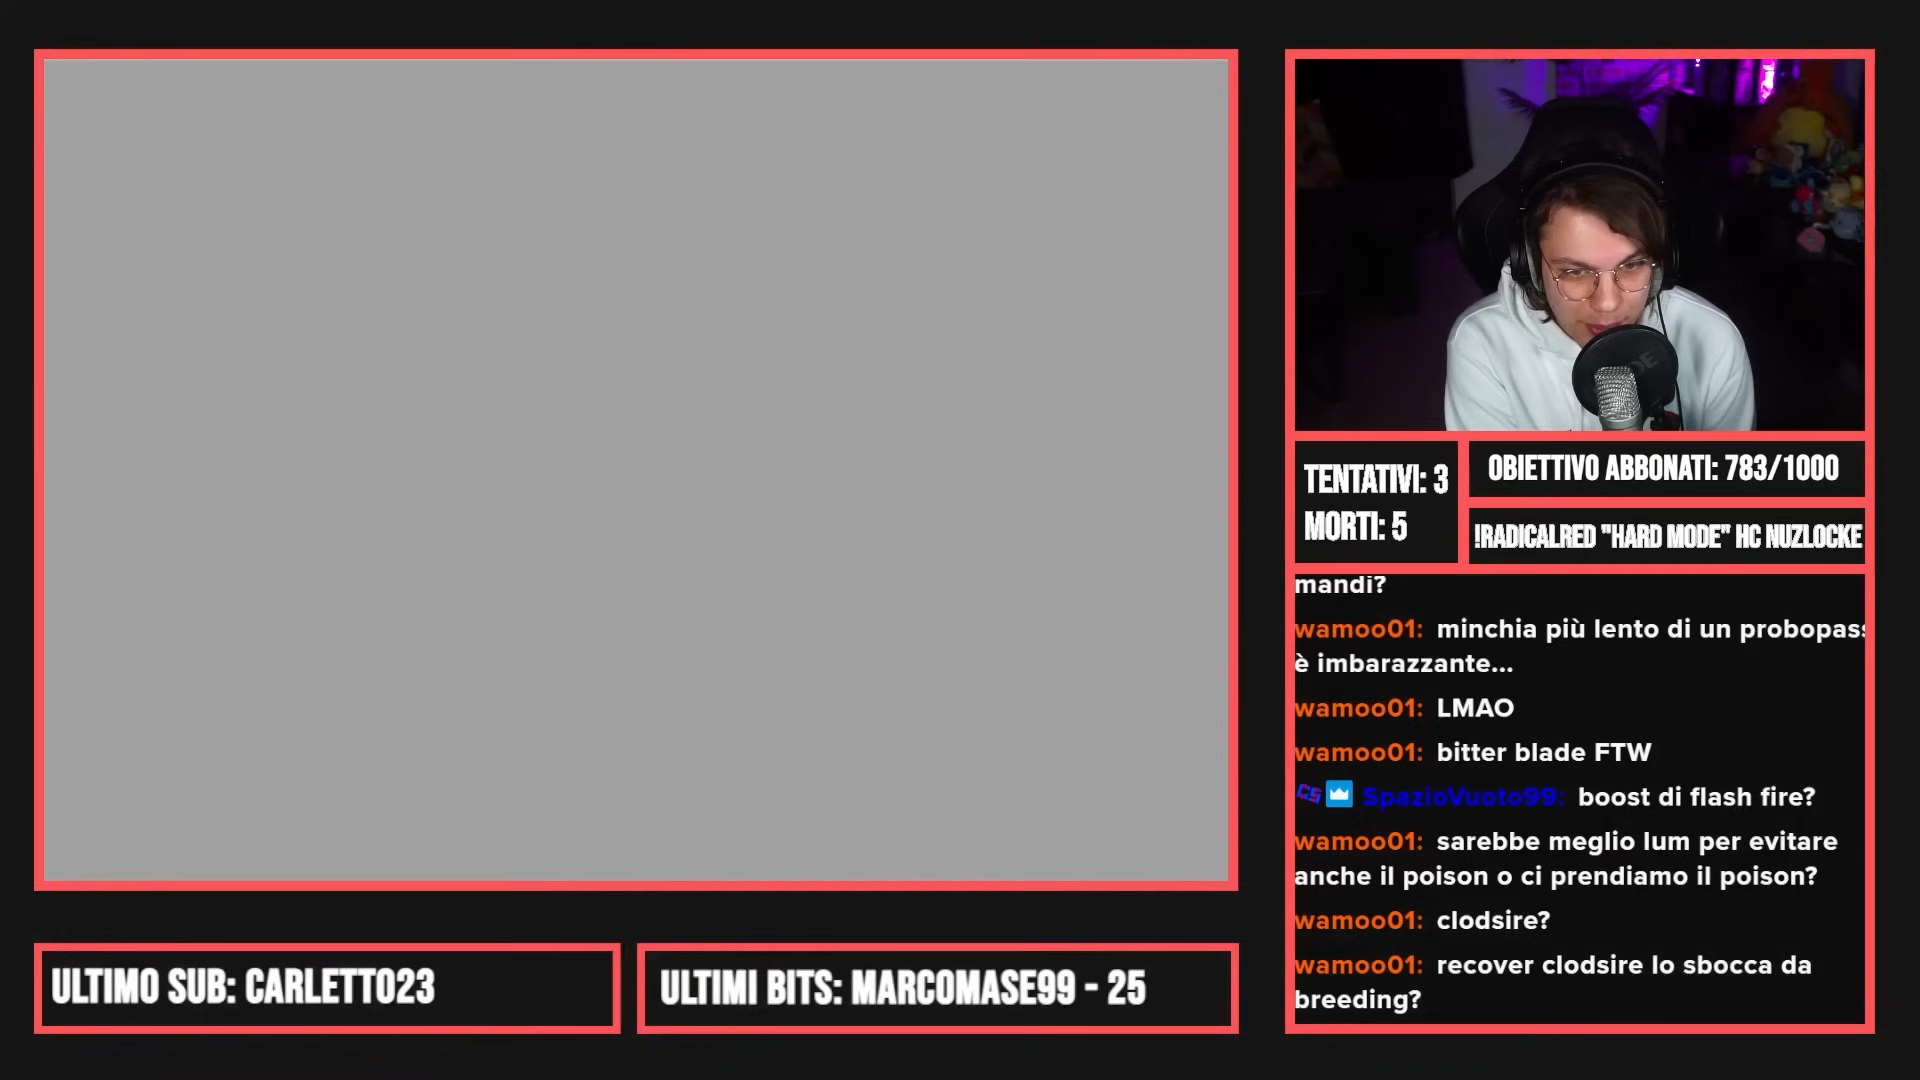 TENTATIVI: 3
MORTI: 5
OBIETTIVO ABBONATI: 783/1000
!RADICALRED "HARD MODE" HC NUZLOCKE
mandi?
wamoo01: minchia più lento di un probopass
è imbarazzante...
wamoo01: LMAO
wamoo01: bitter blade FTW
SpazioVuoto99: boost di flash fire?
wamoo01: sarebbe meglio lum per evitare
anche il poison o ci prendiamo il poison?
wamoo01: clodsire?
wamoo01: recover clodsire lo sbocca da
breeding?
ULTIMO SUB: CARLETTO23
ULTIMI BITS: MARCOMASE99 - 25